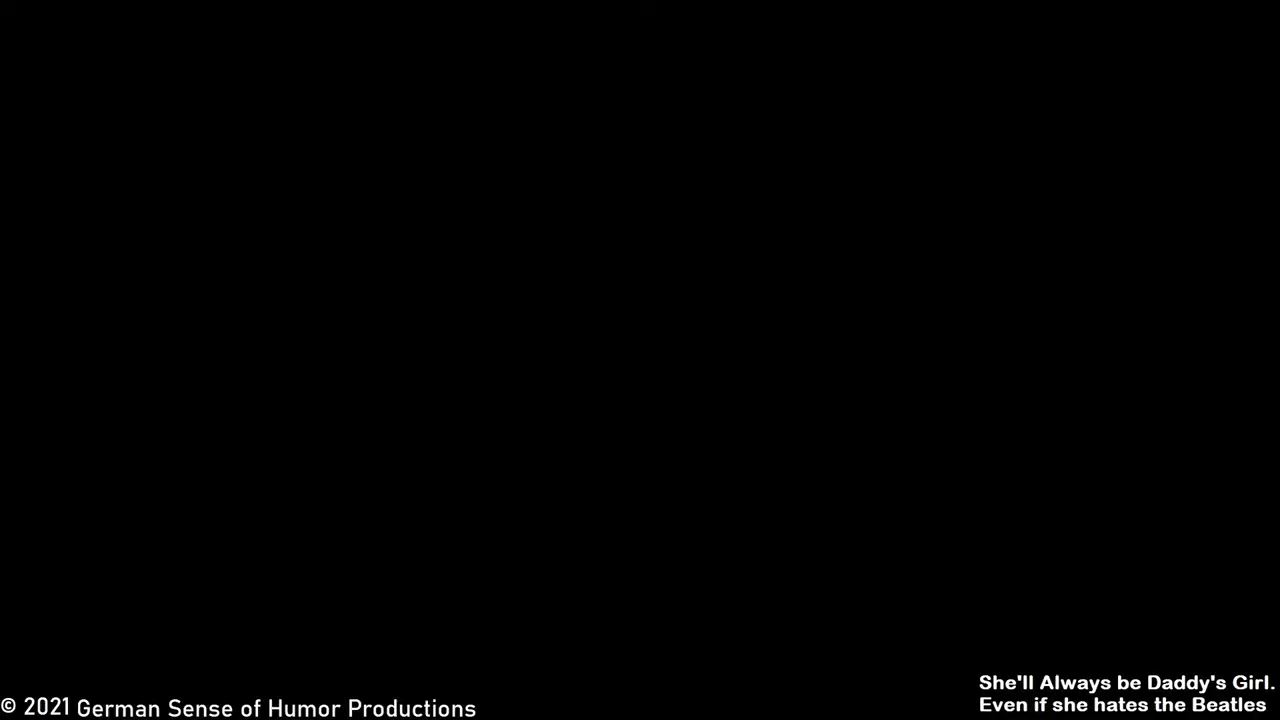 She'll Always be Daddy's Girl.
Even if she hates the Beatles
© 2021 German Sense of Humor Productions